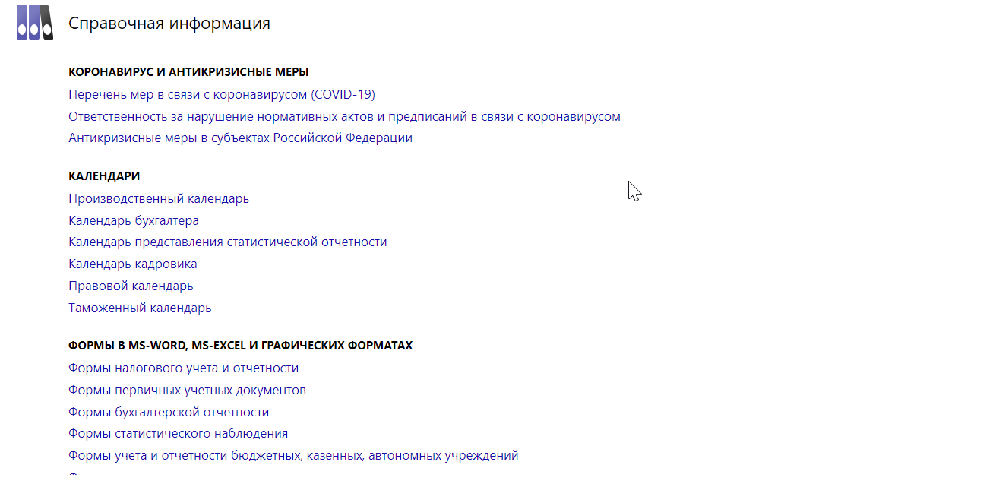 Справочная информация
КОРОНАВИРУС И АНТИКРИЗИСНЫЕ МЕРЫ
Перечень мер в связи с коронавирусом (COVID-19)
Ответственность за нарушение нормативных актов и предписаний в связи с коронавирусом
Антикризисные меры в субъектах Российской Федерации
КАЛЕНДАРИ
Производственный календарь
Календарь бухгалтера
Календарь представления статистической отчетности
Календарь кадровика
Правовой календарь
Таможенный календарь
ФОРМЫ В MS-WORD, MS-EXCEL И ГРАФИЧЕСКИХ ФОРМАТАХ
Формы налогового учета и отчетности
Формы первичных учетных документов
Формы бухгалтерской отчетности
Формы статистического наблюдения
Формы учета и отчетности бюджетных, казенных, автономных учреждений